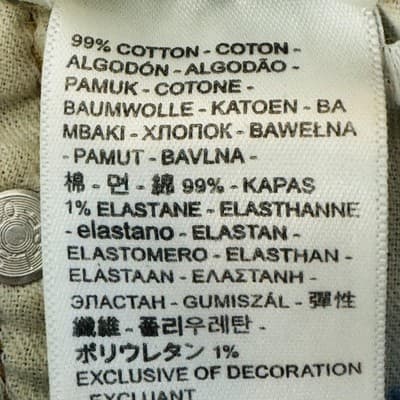 99% COTTON - COTON -
ALGODÓN - ALGODÃO -
PAMUK - COTONE -
BAUMWOLLE - KATOEN - BA
MBAKI - ХЛОПОК - BAWEŁNA
- PAMUT - BAVLNA -
棉 - 면 - 綿 99% - KAPAS
1% ELASTANE - ELASTHANNE
- elastano - ELASTAN -
ELASTOMERO - ELASTHAN -
ELASTAAN - ΕΛΑΣΤΑΝΗ -
ЭЛАСТАН - GUMISZÁL - 彈性
纖維 - 폴리우레탄 -
ポリウレタン 1%
EXCLUSIVE OF DECORATION
EXCLUANT